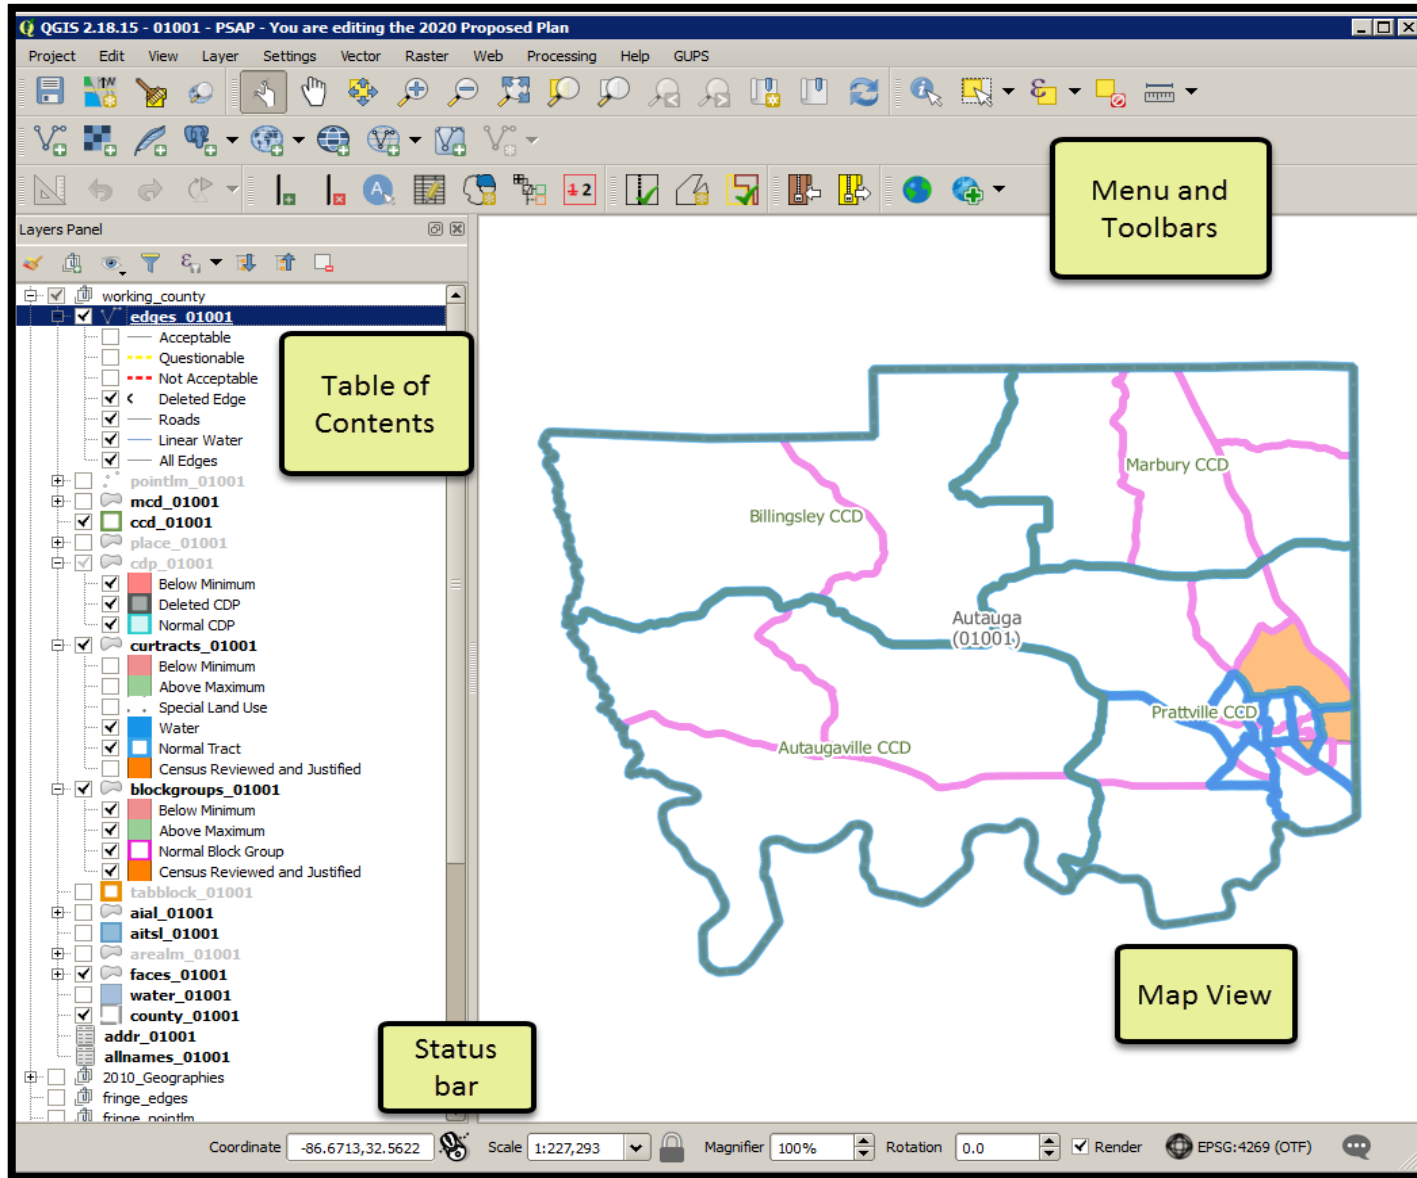 QGIS 2.18.15 - 01001 - PSAP - You are editing the 2020 Proposed Plan
Project Edit View Layer Settings Vector Raster Web Processing Help GUPS
Menu and
Toolbars
Layers Panel
working_county
edges_01001
Acceptable
Questionable
Not Acceptable
Deleted Edge
Roads
Linear Water
All Edges
pointlm_01001
mcd_01001
ccd_01001
place_01001
cdp_01001
Below Minimum
Deleted CDP
Normal CDP
curtracts_01001
Below Minimum
Above Maximum
Special Land Use
Water
Normal Tract
Census Reviewed and Justified
blockgroups_01001
Below Minimum
Above Maximum
Normal Block Group
Census Reviewed and Justified
tabblock_01001
aial_01001
aitsl_01001
arealm_01001
faces_01001
water_01001
county_01001
addr_01001
allnames_01001
2010_Geographies
fringe_edges
fringe_pointlm
Table of
Contents
Marbury CCD
Billingsley CCD
Autauga
(01001)
Prattville CCD
Autaugaville CCD
Map View
Status
bar
Coordinate -86.6713,32.5622 Scale 1:227,293 Magnifier 100% Rotation 0.0 Render EPSG:4269 (OTF)